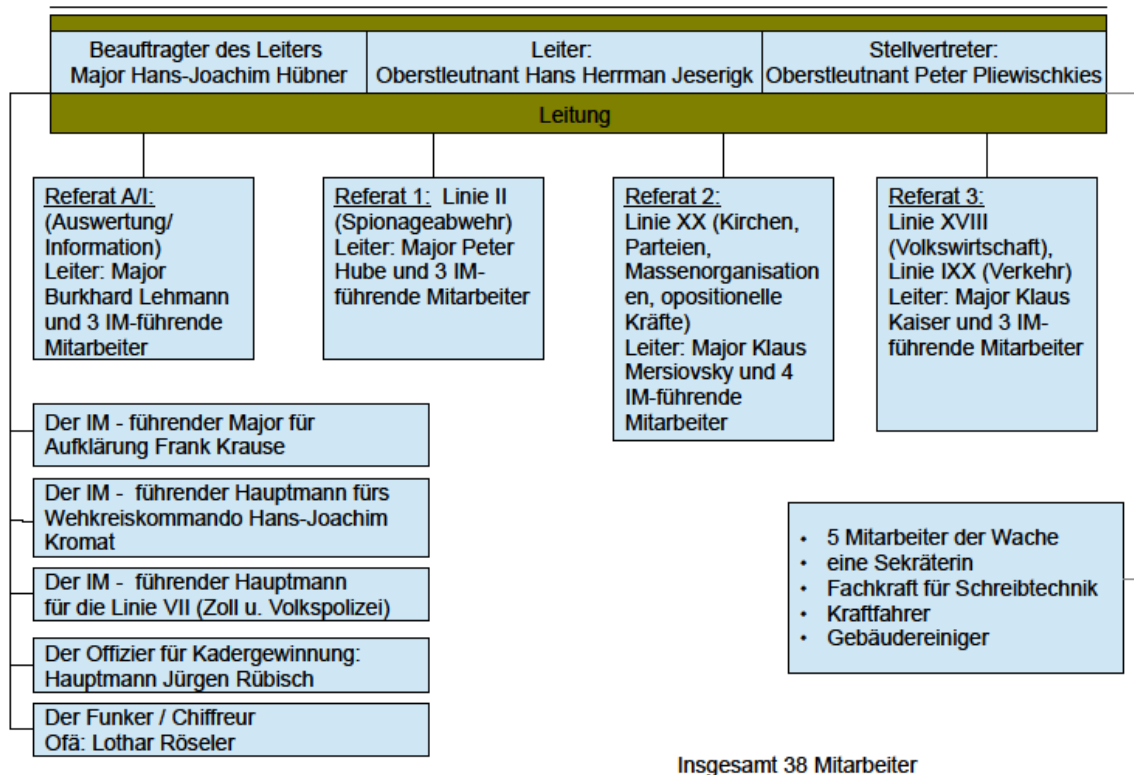 Beauftragter des Leiters
Major Hans-Joachim Hübner
Leiter:
Oberstleutnant Hans Herrman Jeserigk
Stellvertreter:
Oberstleutnant Peter Pliewischkies
Leitung
Referat A/I:
(Auswertung/
Information)
Leiter: Major
Burkhard Lehmann
und 3 IM-führende
Mitarbeiter
Referat 1: Linie II
(Spionageabwehr)
Leiter: Major Peter
Hube und 3 IM-
führende Mitarbeiter
Referat 2:
Linie XX (Kirchen,
Parteien,
Massenorganisation
en, opositionelle
Kräfte)
Leiter: Major Klaus
Mersiovsky und 4
IM-führende
Mitarbeiter
Referat 3:
Linie XVIII
(Volkswirtschaft),
Linie IXX (Verkehr)
Leiter: Major Klaus
Kaiser und 3 IM-
führende Mitarbeiter
Der IM - führender Major für
Aufklärung Frank Krause
Der IM - führender Hauptmann fürs
Wehkreiskommando Hans-Joachim
Kromat
Der IM - führender Hauptmann
für die Linie VII (Zoll u. Volkspolizei)
Der Offizier für Kadergewinnung:
Hauptmann Jürgen Rübisch
Der Funker / Chiffreur
Ofä: Lothar Röseler
• 5 Mitarbeiter der Wache
• eine Sekräterin
• Fachkraft für Schreibtechnik
• Kraftfahrer
• Gebäudereiniger
Insgesamt 38 Mitarbeiter